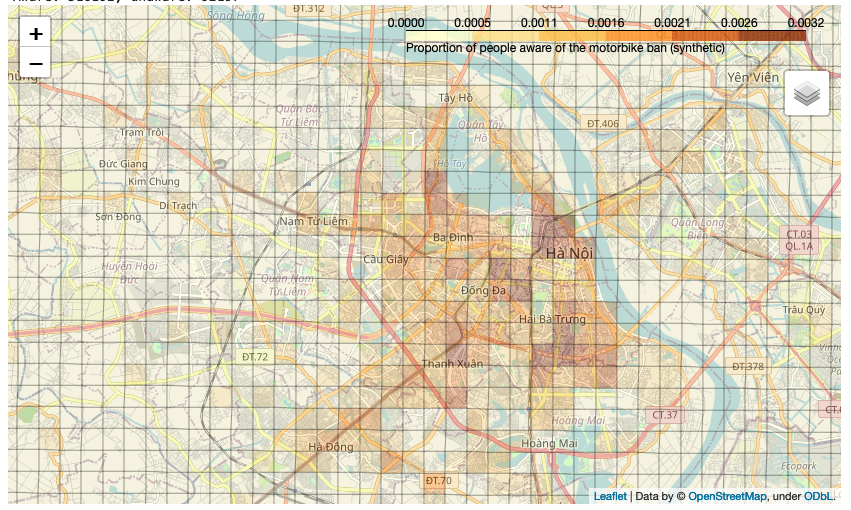 Sông Hồng
ĐT.312
+
−
0.0000 0.0005 0.0011 0.0016 0.0021 0.0026 0.0032
Proportion of people aware of the motorbike ban (synthetic)
Yên Viên
Tây Hồ
Quận Bắc
Từ Liêm
Quận Tây
Hồ
ĐT.406
Trạm Trôi
Đức Giang
Hồ Tây
Kim Chung
Di Trạch
Sơn Đồng
Nam Từ Liêm
Quận Long
Biên
CT.03
QL.1A
Ba Đình
Hà Nội
Cầu Giấy
Huyện Hoài
Đức
Quận Nam
Từ Liêm
Đống Đa
Trâu Quỳ
Hai Bà Trưng
ĐT.72
Thanh Xuân
ĐT.378
CT.37
Hoàng Mai
Hoàng Mai
Hà Đông
Ecopark
ĐT.70
Leaflet | Data by © OpenStreetMap, under ODbL.